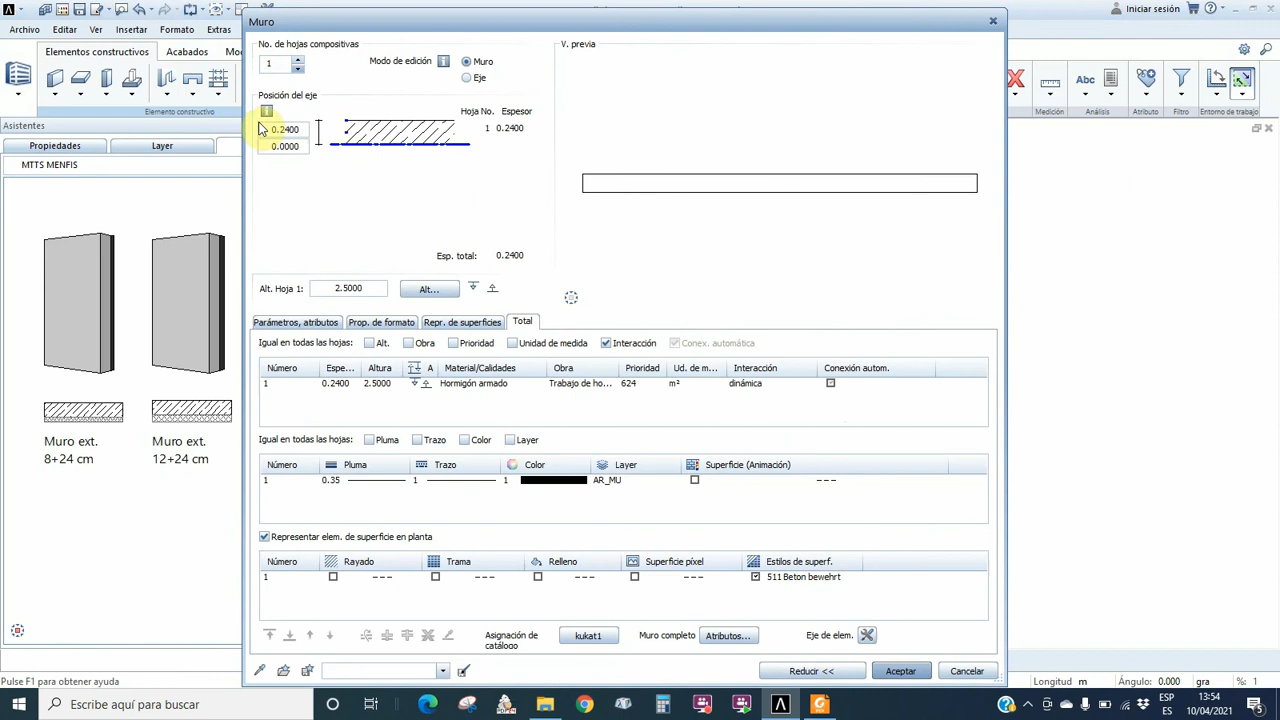 Muro
Iniciar sesión
Archivo Editar Ver Insertar Formato Extras
Elementos constructivos Acabados
Elemento constructivo
Asistentes
Propiedades Layer
MTTS MENFIS
Muro ext.
8+24 cm
Muro ext.
12+24 cm
No. de hojas compositivas
1
Modo de edición
Muro
Eje
V. previa
Posición del eje
Hoja No. Espesor
0.2400
1 0.2400
0.0000
Esp. total: 0.2400
Alt. Hoja 1: 2.5000 Alt...
Parámetros, atributos Prop. de formato Repr. de superficies Total
Igual en todas las hojas: Alt. Obra Prioridad Unidad de medida Interacción Conex. automática
Número Espe... Altura A Material/Calidades Obra Prioridad Ud. de m... Interacción Conexión autom.
1 0.2400 2.5000 Hormigón armado Trabajo de ho... 624 m² dinámica
Igual en todas las hojas: Pluma Trazo Color Layer
Número Pluma Trazo Color Layer Superficie (Animación)
1 0.35 1 1 AR_MU ---
Representar elem. de superficie en planta
Número Rayado Trama Relleno Superficie píxel Estilos de superf.
1 --- --- --- --- 511 Beton bewehrt
Asignación de catálogo kukat1 Muro completo Atributos... Eje de elem.
Reducir << Aceptar Cancelar
Abc
Medición Análisis Atributo Filtro Entorno de trabajo
Pulse F1 para obtener ayuda
Longitud m Ángulo: 0.000 gra %: 1
Escribe aquí para buscar
ESP
ES
13:54
10/04/2021